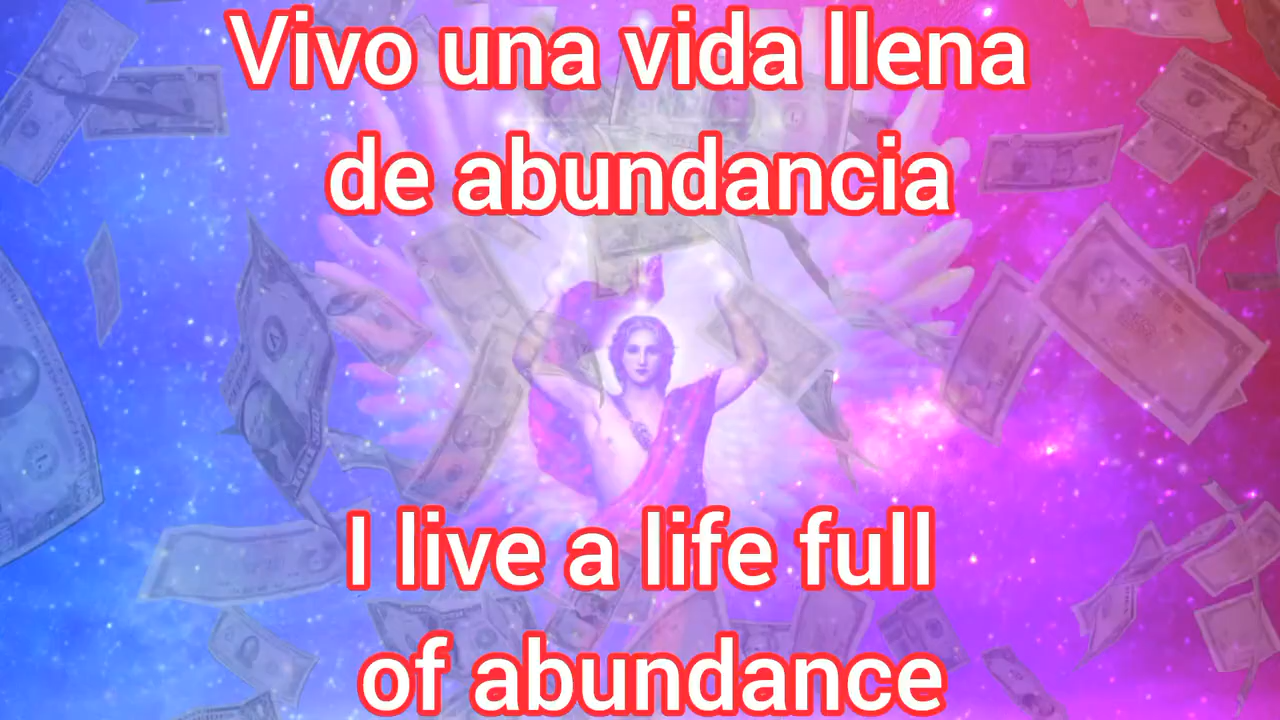 Vivo una vida llena
de abundancia
I live a life full
of abundance